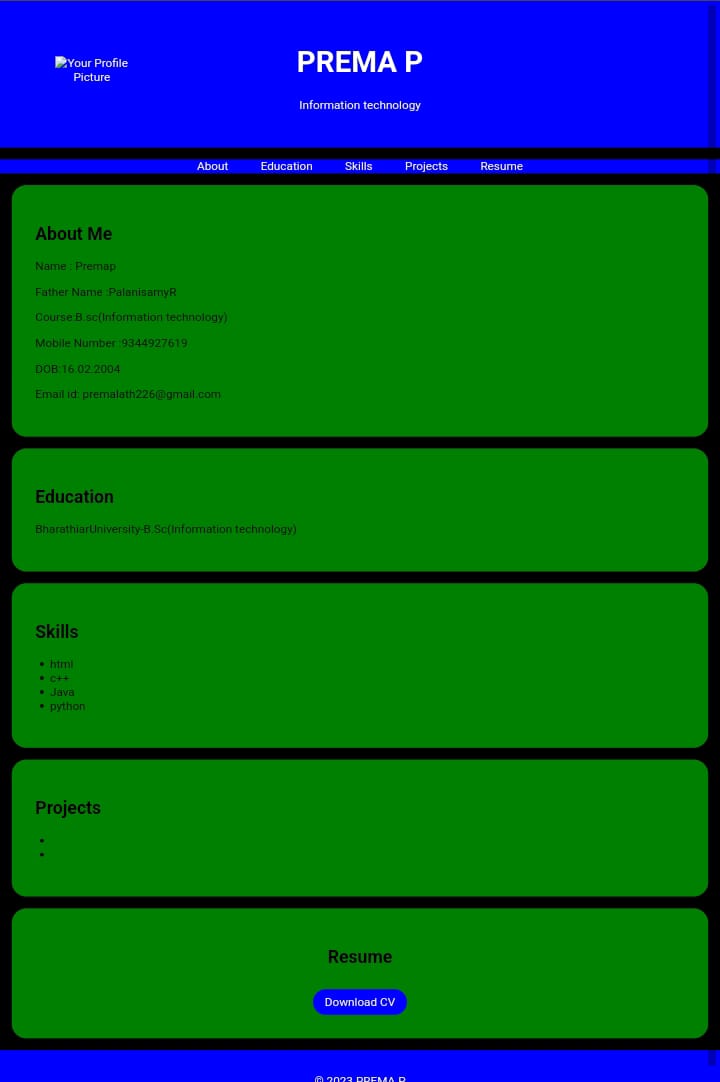 Your Profile
Picture
PREMA P
Information technology
About Education Skills Projects Resume
About Me
Name : Premap
Father Name :PalanisamyR
Course:B.sc(Information technology)
Mobile Number :9344927619
DOB:16.02.2004
Email id: premalath226@gmail.com
Education
BharathiarUniversity-B.Sc(Information technology)
Skills
html
c++
Java
python
Projects
Resume
Download CV
© 2023 PREMA P